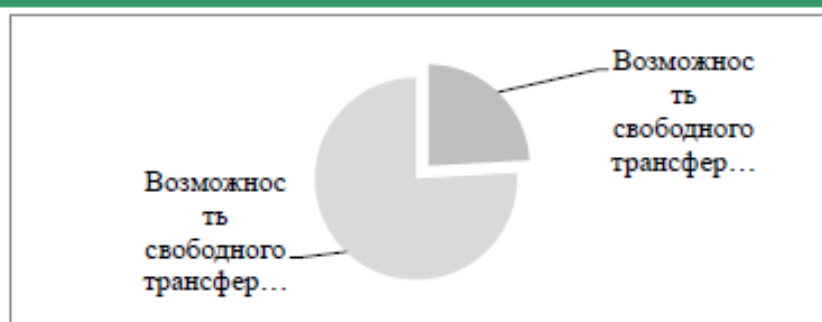 Возможнос
ть
свободного
трансфер…
Возможнос
ть
свободного
трансфер…